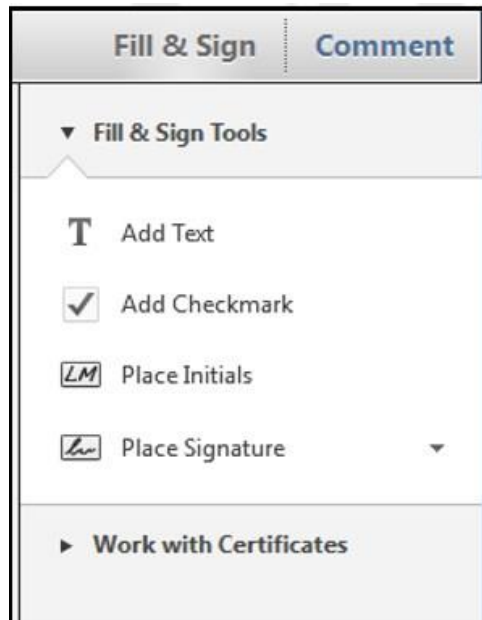 Fill & Sign Comment
Fill & Sign Tools
T Add Text
Add Checkmark
LM Place Initials
Place Signature
Work with Certificates